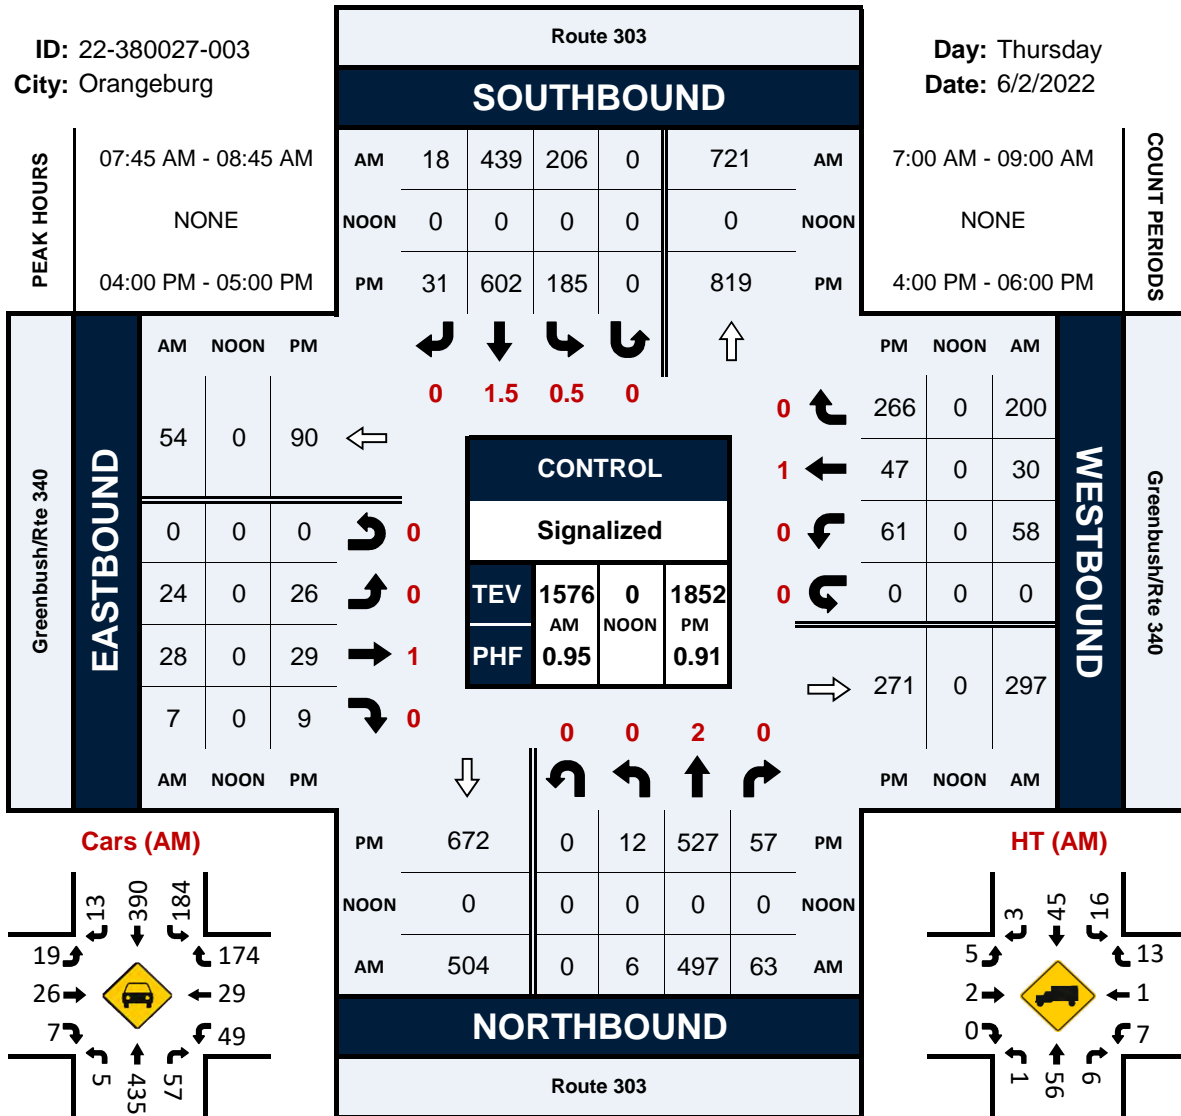 Route 303
ID: 22-380027-003
City: Orangeburg
Day: Thursday
Date: 6/2/2022
SOUTHBOUND
PEAK HOURS
07:45 AM - 08:45 AM
NONE
04:00 PM - 05:00 PM
AM 18 439 206 0 721 AM
NOON 0 0 0 0 0 NOON
PM 31 602 185 0 819 PM
7:00 AM - 09:00 AM
NONE
4:00 PM - 06:00 PM
COUNT PERIODS
0 1.5 0.5 0
Greenbush/Rte 340
EASTBOUND
AM NOON PM
54 0 90
0 0 0 0
24 0 26 0
28 0 29 1
7 0 9 0
AM NOON PM
CONTROL
Signalized
TEV 1576 0 1852
AM NOON PM
PHF 0.95 0.91
PM NOON AM
0 266 0 200
1 47 0 30
0 61 0 58
0 0 0 0
271 0 297
PM NOON AM
WESTBOUND
Greenbush/Rte 340
0 0 2 0
PM 672 0 12 527 57 PM
NOON 0 0 0 0 0 NOON
AM 504 0 6 497 63 AM
NORTHBOUND
Route 303
Cars (AM)
13 390 184
19 174
26 29
7 49
5 435 57
HT (AM)
3 45 16
5 13
2 1
0 7
1 56 6